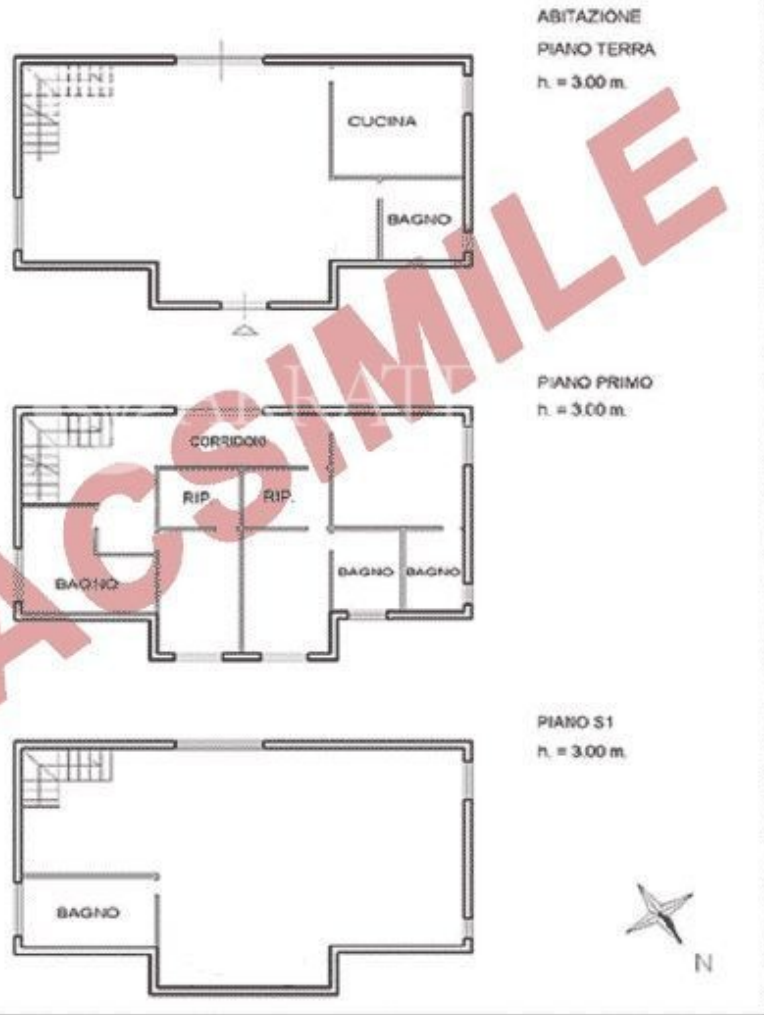 ABITAZIONE
PIANO TERRA
h. = 3.00 m.
CUCINA
BAGNO
PIANO PRIMO
h. = 3.00 m.
CORRIDOIO
RIP.
RIP.
BAGNO
BAGNO
BAGNO
PIANO S1
h. = 3.00 m.
BAGNO
N
ACSIMILE